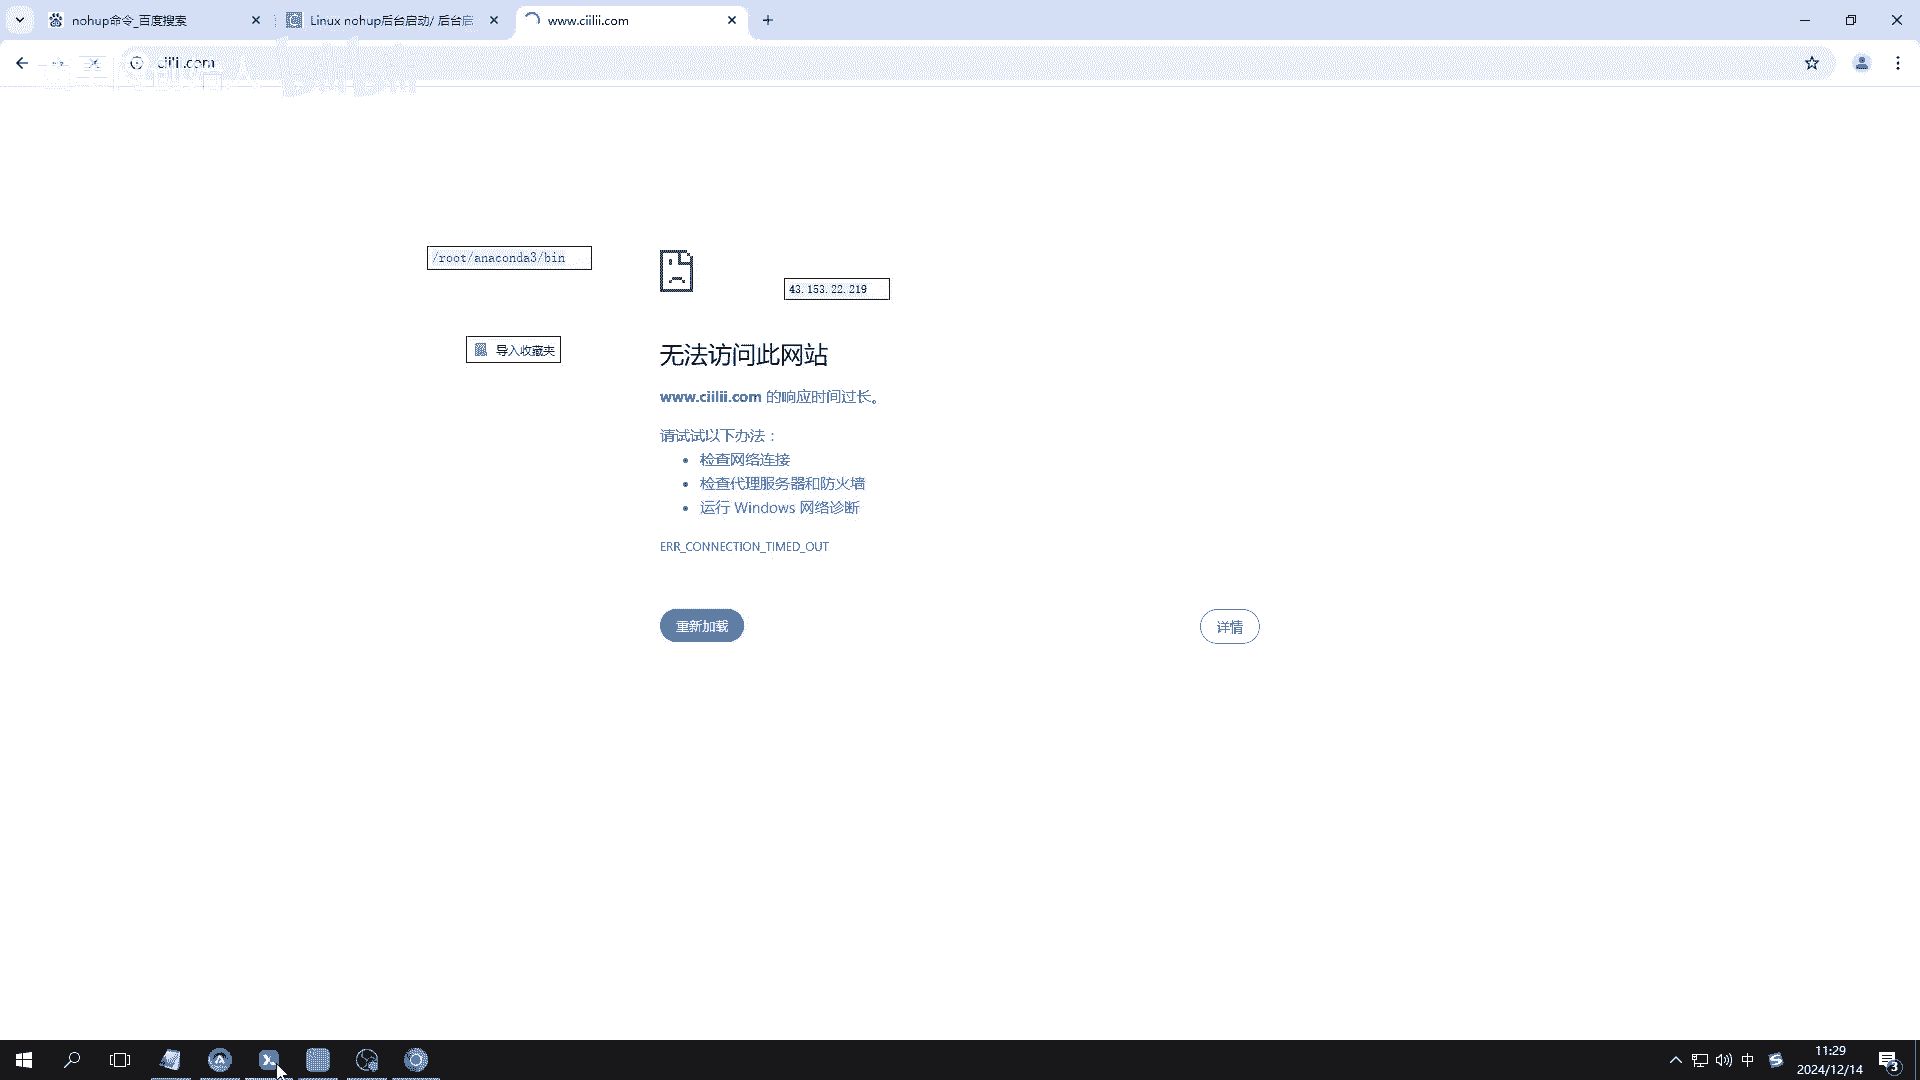 nohup命令_百度搜索
Linux nohup后台启动/ 后台启
www.ciilii.com
ciilii.com
/root/anaconda3/bin
43.153.22.219
导入收藏夹
无法访问此网站
www.ciilii.com 的响应时间过长。
请试试以下办法：
检查网络连接
检查代理服务器和防火墙
运行 Windows 网络诊断
ERR_CONNECTION_TIMED_OUT
重新加载
详情
中
11:29
2024/12/14
3